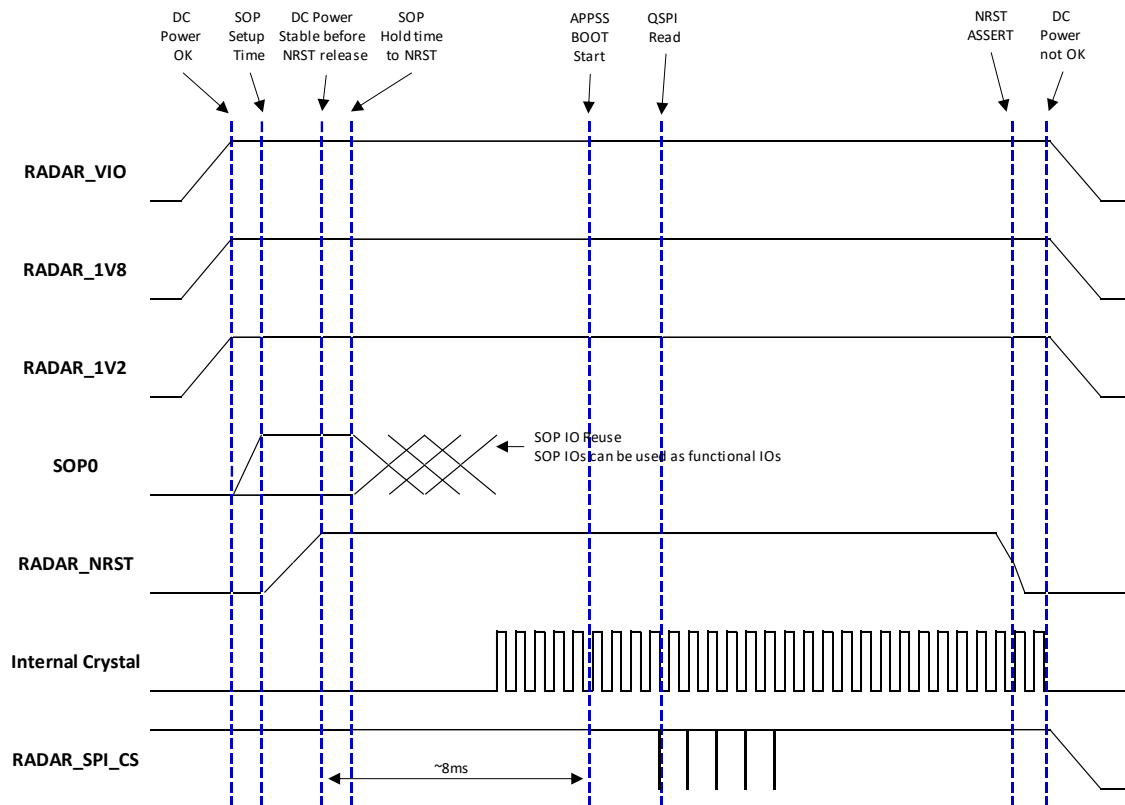 DC
Power
OK
SOP
Setup
Time
DC Power
Stable before
NRST release
SOP
Hold time
to NRST
APPSS
BOOT
Start
QSPI
Read
NRST
ASSERT
DC
Power
not OK
RADAR_VIO
RADAR_1V8
RADAR_1V2
SOP0
SOP IO Reuse
SOP IOs can be used as functional IOs
RADAR_NRST
Internal Crystal
RADAR_SPI_CS
~8ms